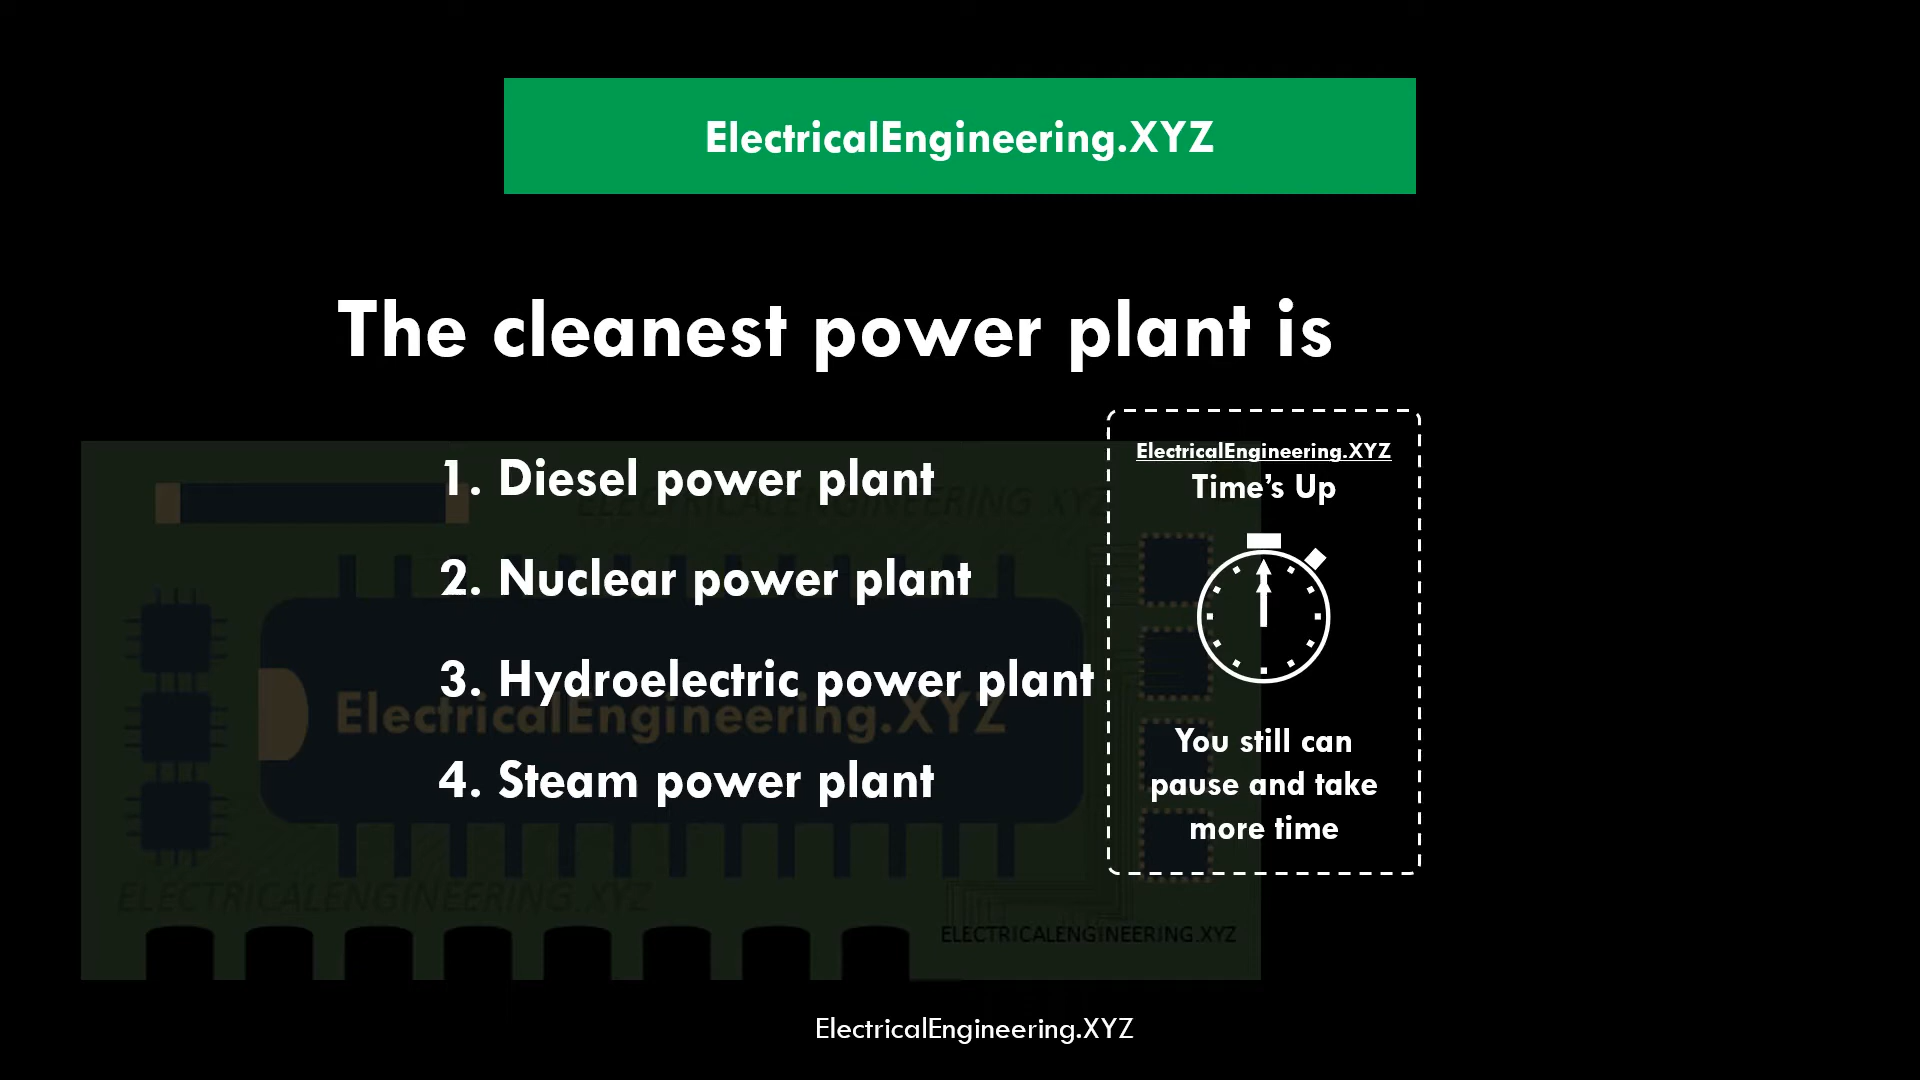 ElectricalEngineering.XYZ
The cleanest power plant is
1. Diesel power plant
2. Nuclear power plant
3. Hydroelectric power plant
4. Steam power plant
ElectricalEngineering.XYZ
Time’s Up
You still can
pause and take
more time
ELECTRICALENGINEERING XYZ
ElectricalEngineering.XYZ
ELECTRICALENGINEERING.XYZ
ELECTRICALENGINEERING.XYZ
ElectricalEngineering.XYZ